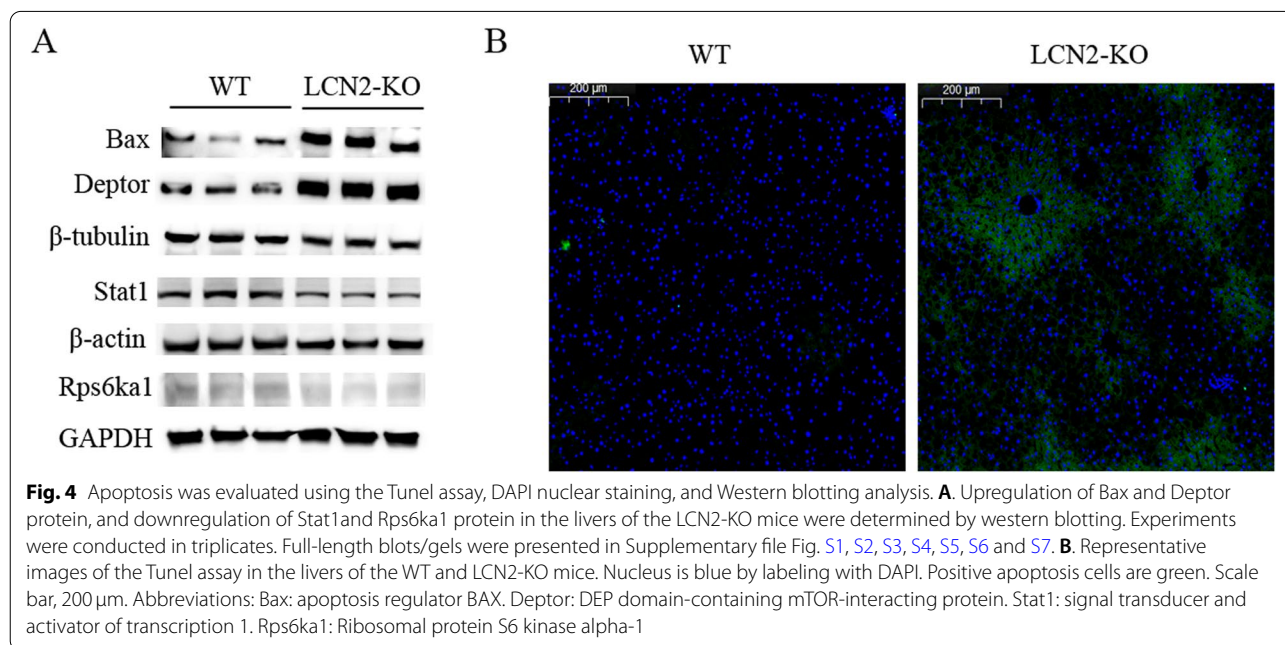 A
B
WT
LCN2-KO
WT
LCN2-KO
Bax
Deptor
β-tubulin
Stat1
β-actin
Rps6ka1
GAPDH
200 µm
200 µm
Fig. 4 Apoptosis was evaluated using the Tunel assay, DAPI nuclear staining, and Western blotting analysis. A. Upregulation of Bax and Deptor
protein, and downregulation of Stat1and Rps6ka1 protein in the livers of the LCN2-KO mice were determined by western blotting. Experiments
were conducted in triplicates. Full-length blots/gels were presented in Supplementary file Fig. S1, S2, S3, S4, S5, S6 and S7. B. Representative
images of the Tunel assay in the livers of the WT and LCN2-KO mice. Nucleus is blue by labeling with DAPI. Positive apoptosis cells are green. Scale
bar, 200 µm. Abbreviations: Bax: apoptosis regulator BAX. Deptor: DEP domain-containing mTOR-interacting protein. Stat1: signal transducer and
activator of transcription 1. Rps6ka1: Ribosomal protein S6 kinase alpha-1